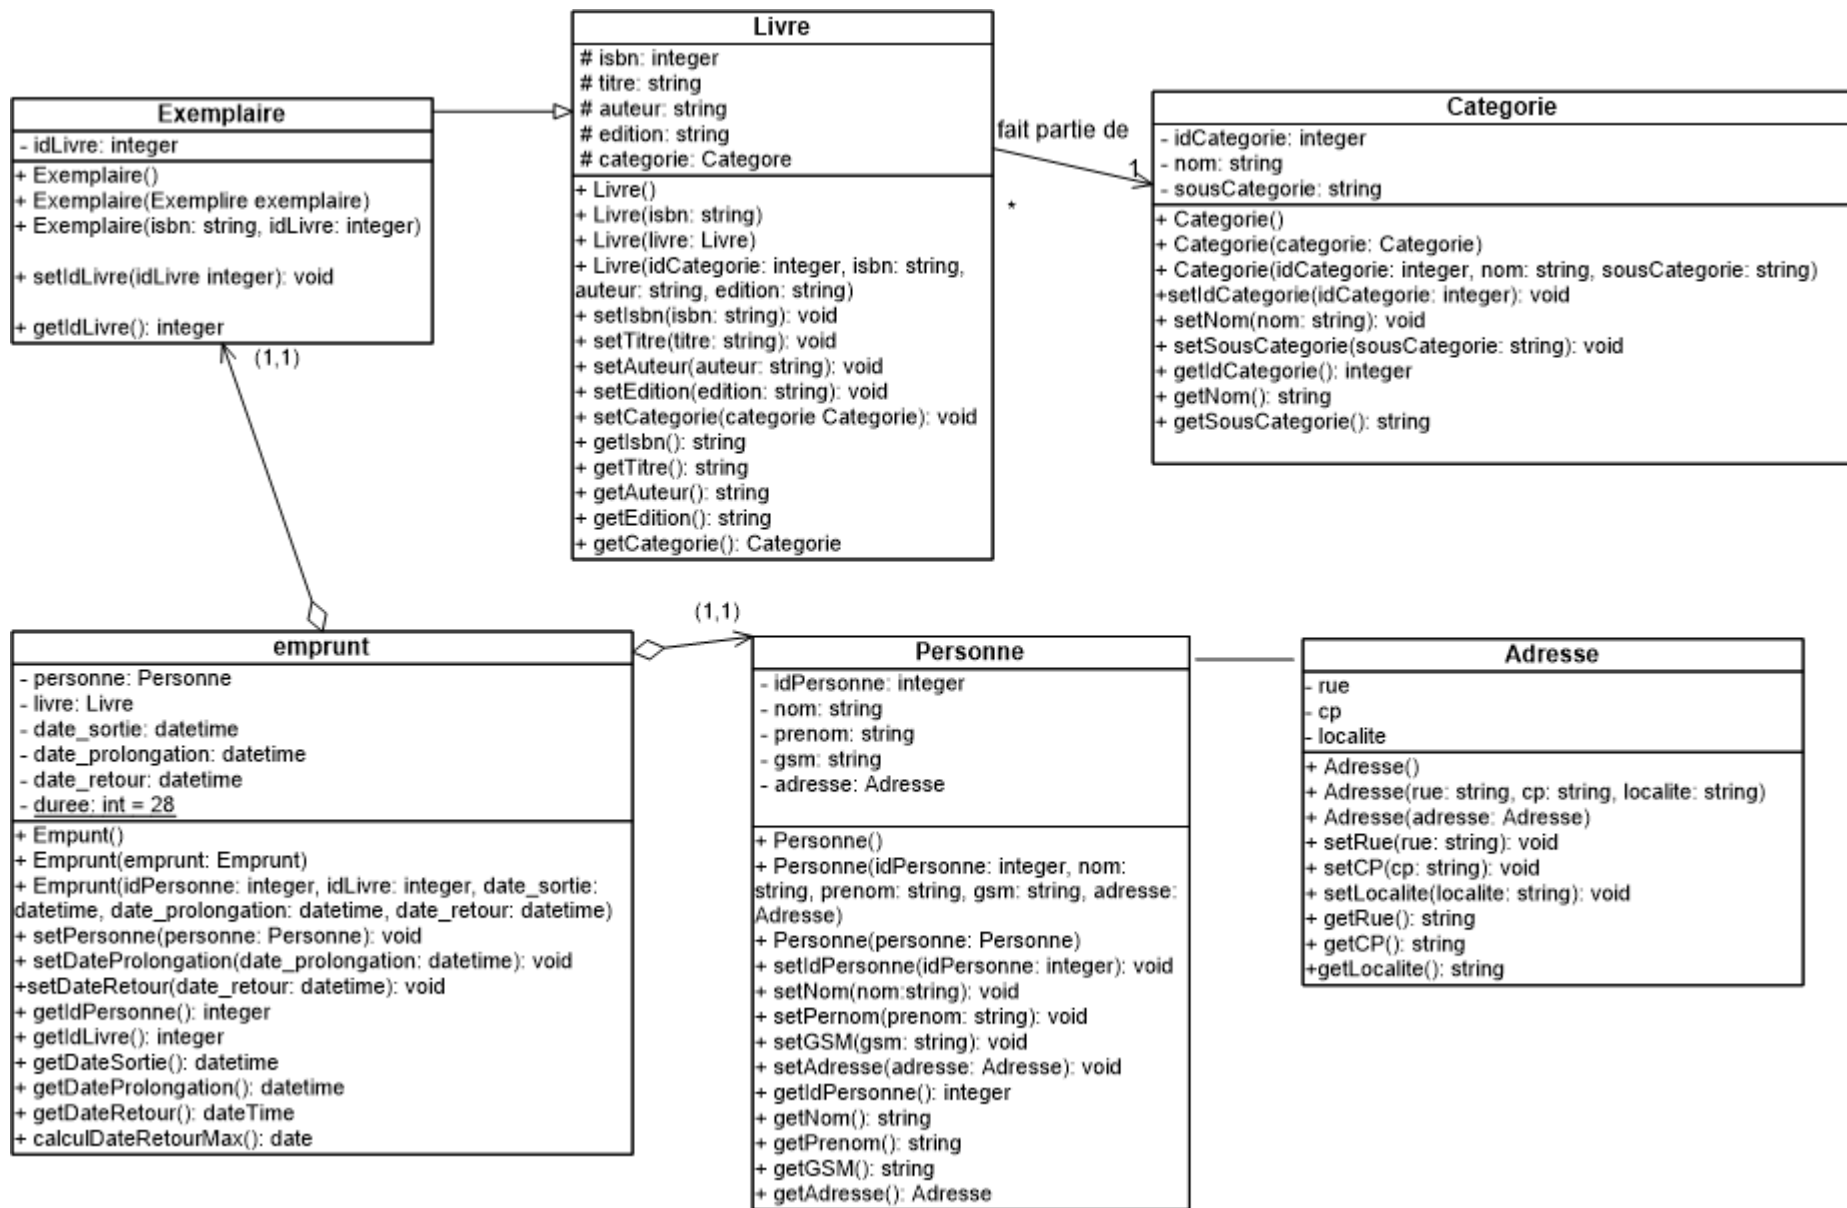 Livre
# isbn: integer
# titre: string
# auteur: string
# edition: string
# categorie: Categore
+ Livre()
+ Livre(isbn: string)
+ Livre(livre: Livre)
+ Livre(idCategorie: integer, isbn: string,
auteur: string, edition: string)
+ setIsbn(isbn: string): void
+ setTitre(titre: string): void
+ setAuteur(auteur: string): void
+ setEdition(edition: string): void
+ setCategorie(categorie Categorie): void
+ getIsbn(): string
+ getTitre(): string
+ getAuteur(): string
+ getEdition(): string
+ getCategorie(): Categorie
Exemplaire
- idLivre: integer
+ Exemplaire()
+ Exemplaire(Exemplire exemplaire)
+ Exemplaire(isbn: string, idLivre: integer)
+ setIdLivre(idLivre integer): void
+ getIdLivre(): integer
(1,1)
fait partie de
1
*
Categorie
- idCategorie: integer
- nom: string
- sousCategorie: string
+ Categorie()
+ Categorie(categorie: Categorie)
+ Categorie(idCategorie: integer, nom: string, sousCategorie: string)
+setIdCategorie(idCategorie: integer): void
+ setNom(nom: string): void
+ setSousCategorie(sousCategorie: string): void
+ getIdCategorie(): integer
+ getNom(): string
+ getSousCategorie(): string
emprunt
- personne: Personne
- livre: Livre
- date_sortie: datetime
- date_prolongation: datetime
- date_retour: datetime
- duree: int = 28
+ Empunt()
+ Emprunt(emprunt: Emprunt)
+ Emprunt(idPersonne: integer, idLivre: integer, date_sortie:
datetime, date_prolongation: datetime, date_retour: datetime)
+ setPersonne(personne: Personne): void
+ setDateProlongation(date_prolongation: datetime): void
+setDateRetour(date_retour: datetime): void
+ getIdPersonne(): integer
+ getIdLivre(): integer
+ getDateSortie(): datetime
+ getDateProlongation(): datetime
+ getDateRetour(): dateTime
+ calculDateRetourMax(): date
(1,1)
Personne
- idPersonne: integer
- nom: string
- prenom: string
- gsm: string
- adresse: Adresse
+ Personne()
+ Personne(idPersonne: integer, nom:
string, prenom: string, gsm: string, adresse:
Adresse)
+ Personne(personne: Personne)
+ setIdPersonne(idPersonne: integer): void
+ setNom(nom:string): void
+ setPernom(prenom: string): void
+ setGSM(gsm: string): void
+ setAdresse(adresse: Adresse): void
+ getIdPersonne(): integer
+ getNom(): string
+ getPrenom(): string
+ getGSM(): string
+ getAdresse(): Adresse
Adresse
- rue
- cp
- localite
+ Adresse()
+ Adresse(rue: string, cp: string, localite: string)
+ Adresse(adresse: Adresse)
+ setRue(rue: string): void
+ setCP(cp: string): void
+ setLocalite(localite: string): void
+ getRue(): string
+ getCP(): string
+getLocalite(): string